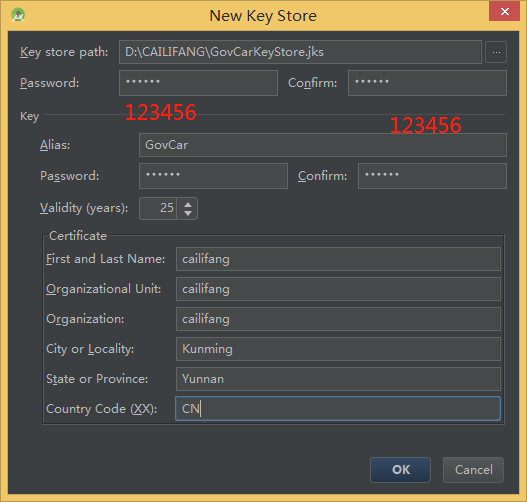 New Key Store
Key store path: D:\CAILIFANG\GovCarKeyStore.jks ...
Password: •••••• Confirm: ••••••
123456 123456
Key
Alias: GovCar
Password: •••••• Confirm: ••••••
Validity (years): 25
Certificate
First and Last Name: cailifang
Organizational Unit: cailifang
Organization: cailifang
City or Locality: Kunming
State or Province: Yunnan
Country Code (XX): CN
OK Cancel